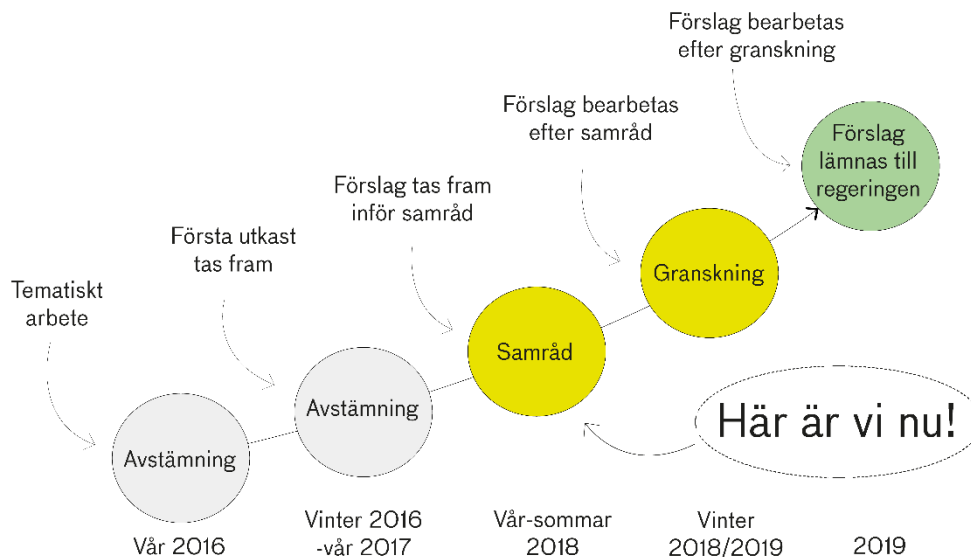 Tematiskt
arbete
Första utkast
tas fram
Förslag tas fram
inför samråd
Förslag bearbetas
efter samråd
Förslag bearbetas
efter granskning
Avstämning
Avstämning
Samråd
Granskning
Förslag
lämnas till
regeringen
Här är vi nu!
Vår 2016
Vinter 2016
-vår 2017
Vår-sommar
2018
Vinter
2018/2019
2019